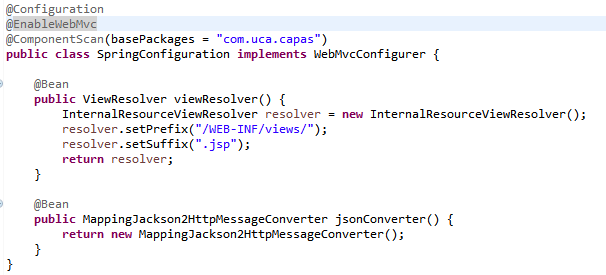 @Configuration
@EnableWebMvc
@ComponentScan(basePackages = "com.uca.capas")
public class SpringConfiguration implements WebMvcConfigurer {
@Bean
public ViewResolver viewResolver() {
InternalResourceViewResolver resolver = new InternalResourceViewResolver();
resolver.setPrefix("/WEB-INF/views/");
resolver.setSuffix(".jsp");
return resolver;
}
@Bean
public MappingJackson2HttpMessageConverter jsonConverter() {
return new MappingJackson2HttpMessageConverter();
}
}